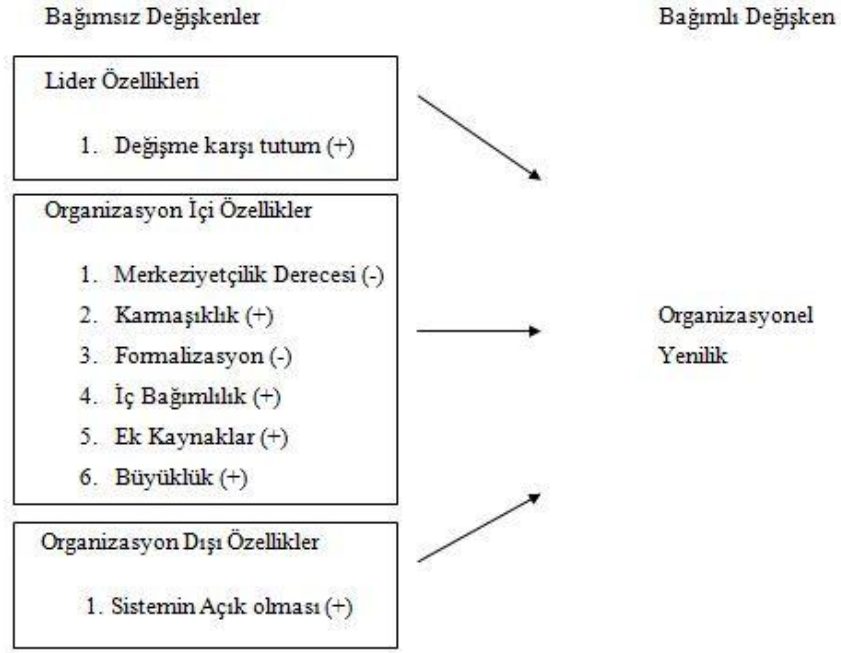 Bağımsız Değişkenler
Bağımlı Değişken
Lider Özellikleri
1. Değişme karşı tutum (+)
Organizasyon İçi Özellikler
1. Merkeziyetçilik Derecesi (-)
2. Karmaşıklık (+)
3. Formalizasyon (-)
4. İç Bağımlılık (+)
5. Ek Kaynaklar (+)
6. Büyüklük (+)
Organizasyonel
Yenilik
Organizasyon Dışı Özellikler
1. Sistemin Açık olması (+)